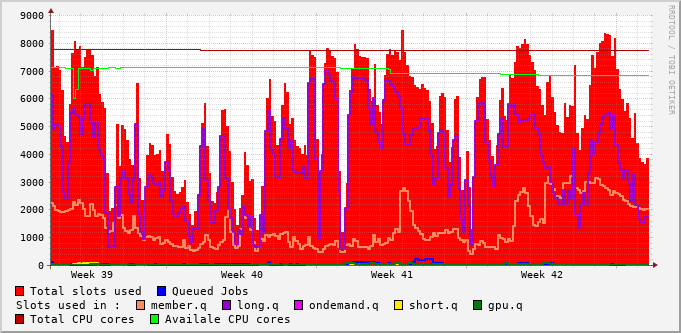 9000
8000
7000
6000
5000
4000
3000
2000
1000
0
Week 39 Week 40 Week 41 Week 42
Total slots used Queued Jobs
Slots used in : member.q long.q ondemand.q short.q gpu.q
Total CPU cores Availale CPU cores
RRDTOOL / TOBI OETIKER